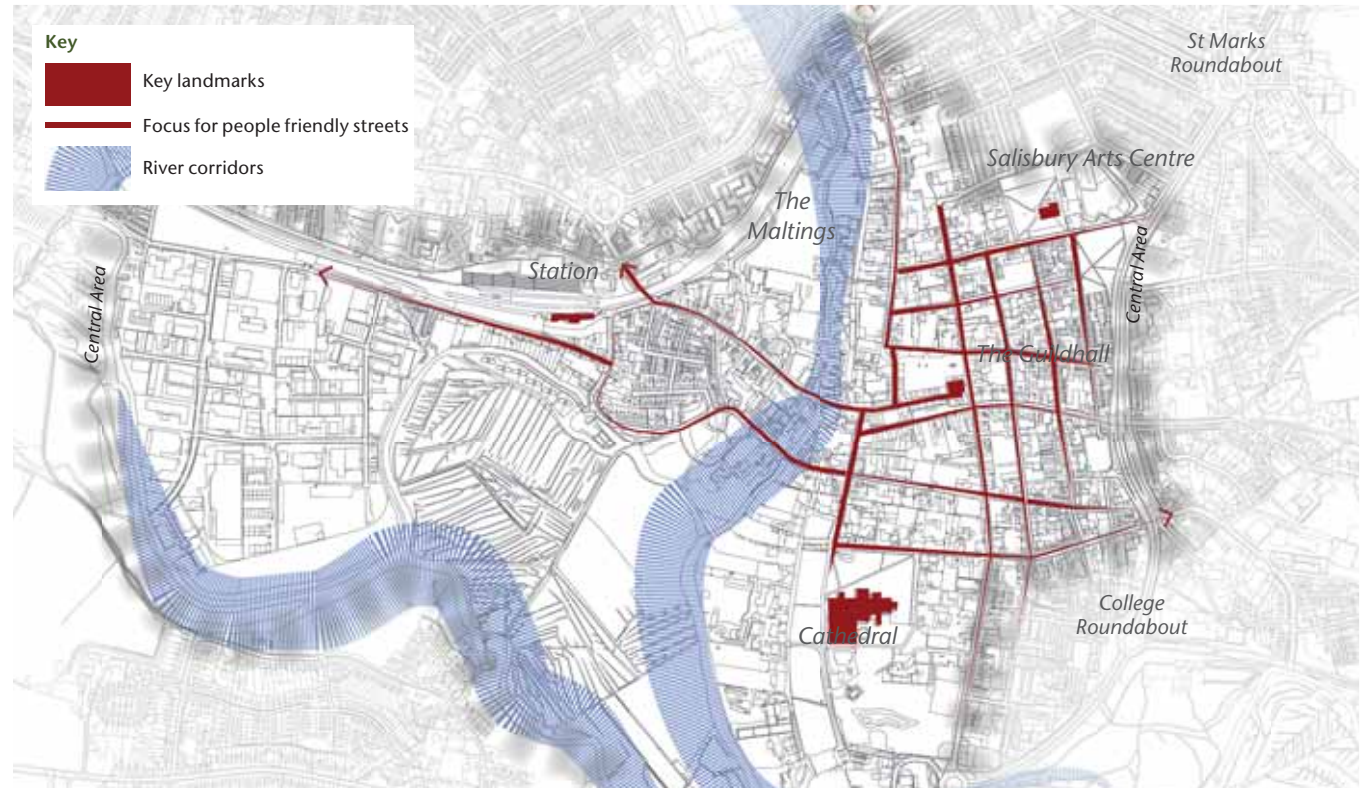 Key
Key landmarks
Focus for people friendly streets
River corridors
St Marks
Roundabout
Salisbury Arts Centre
The
Maltings
Station
Central Area
Central Area
The Guildhall
College
Roundabout
Cathedral